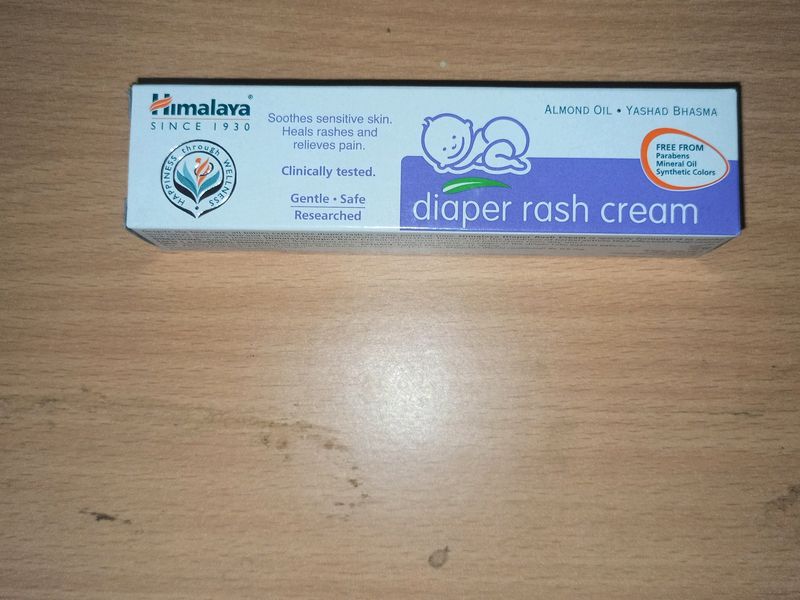 Himalaya®
SINCE 1930
HAPPINESS through WELLNESS
Soothes sensitive skin.
Heals rashes and
relieves pain.
Clinically tested.
Gentle • Safe
Researched
ALMOND OIL • YASHAD BHASMA
FREE FROM
Parabens
Mineral Oil
Synthetic Colors
diaper rash cream